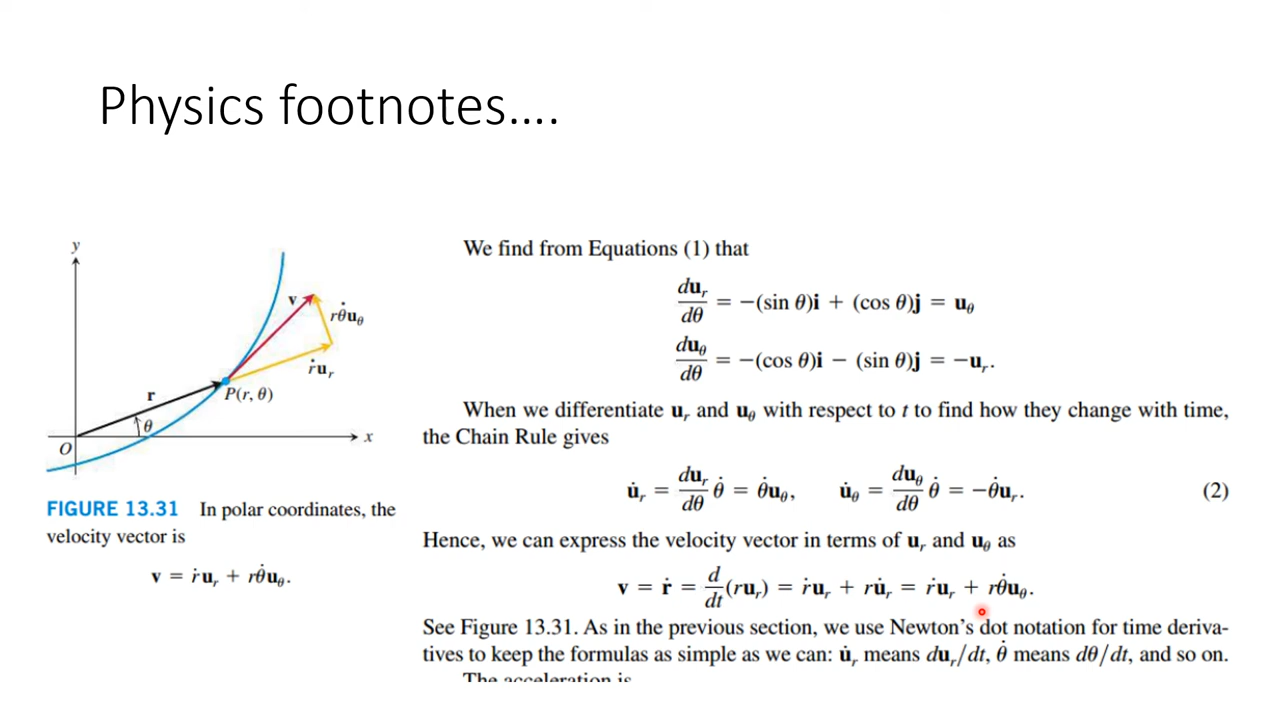 Physics footnotes….
y
v
rθ̇u_θ
ṙu_r
r
P(r, θ)
θ
x
O
FIGURE 13.31 In polar coordinates, the
velocity vector is
v = ṙu_r + rθ̇u_θ.
We find from Equations (1) that
du_r/dθ = −(sin θ)i + (cos θ)j = u_θ
du_θ/dθ = −(cos θ)i − (sin θ)j = −u_r.
When we differentiate u_r and u_θ with respect to t to find how they change with time,
the Chain Rule gives
u̇_r = du_r/dθ θ̇ = θ̇u_θ, u̇_θ = du_θ/dθ θ̇ = −θ̇u_r. (2)
Hence, we can express the velocity vector in terms of u_r and u_θ as
v = ṙ = d/dt(ru_r) = ṙu_r + ru̇_r = ṙu_r + rθ̇u_θ.
See Figure 13.31. As in the previous section, we use Newton's dot notation for time deriva-
tives to keep the formulas as simple as we can: u̇_r means du_r/dt, θ̇ means dθ/dt, and so on.
The acceleration is